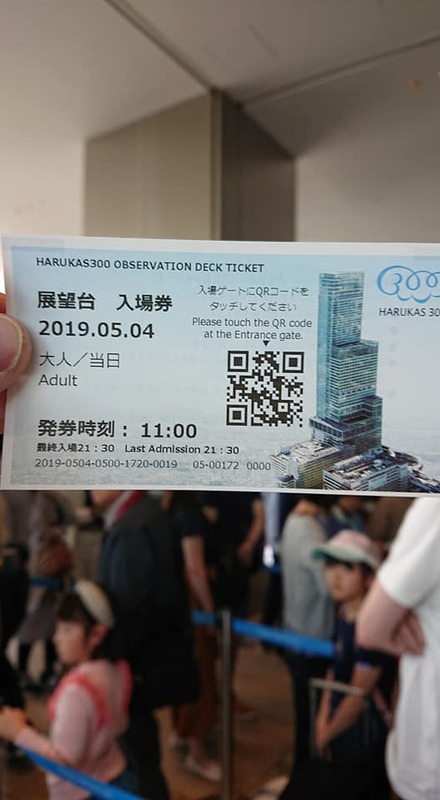 HARUKAS300 OBSERVATION DECK TICKET
展望台 入場券
2019.05.04
大人／当日
Adult
発券時刻： 11:00
最終入場21：30 Last Admission 21：30
2019-0504-0500-1720-0019 05-00172 0000
入場ゲートにQRコードを
タッチしてください
Please touch the QR code
at the Entrance gate.
300
HARUKAS 30